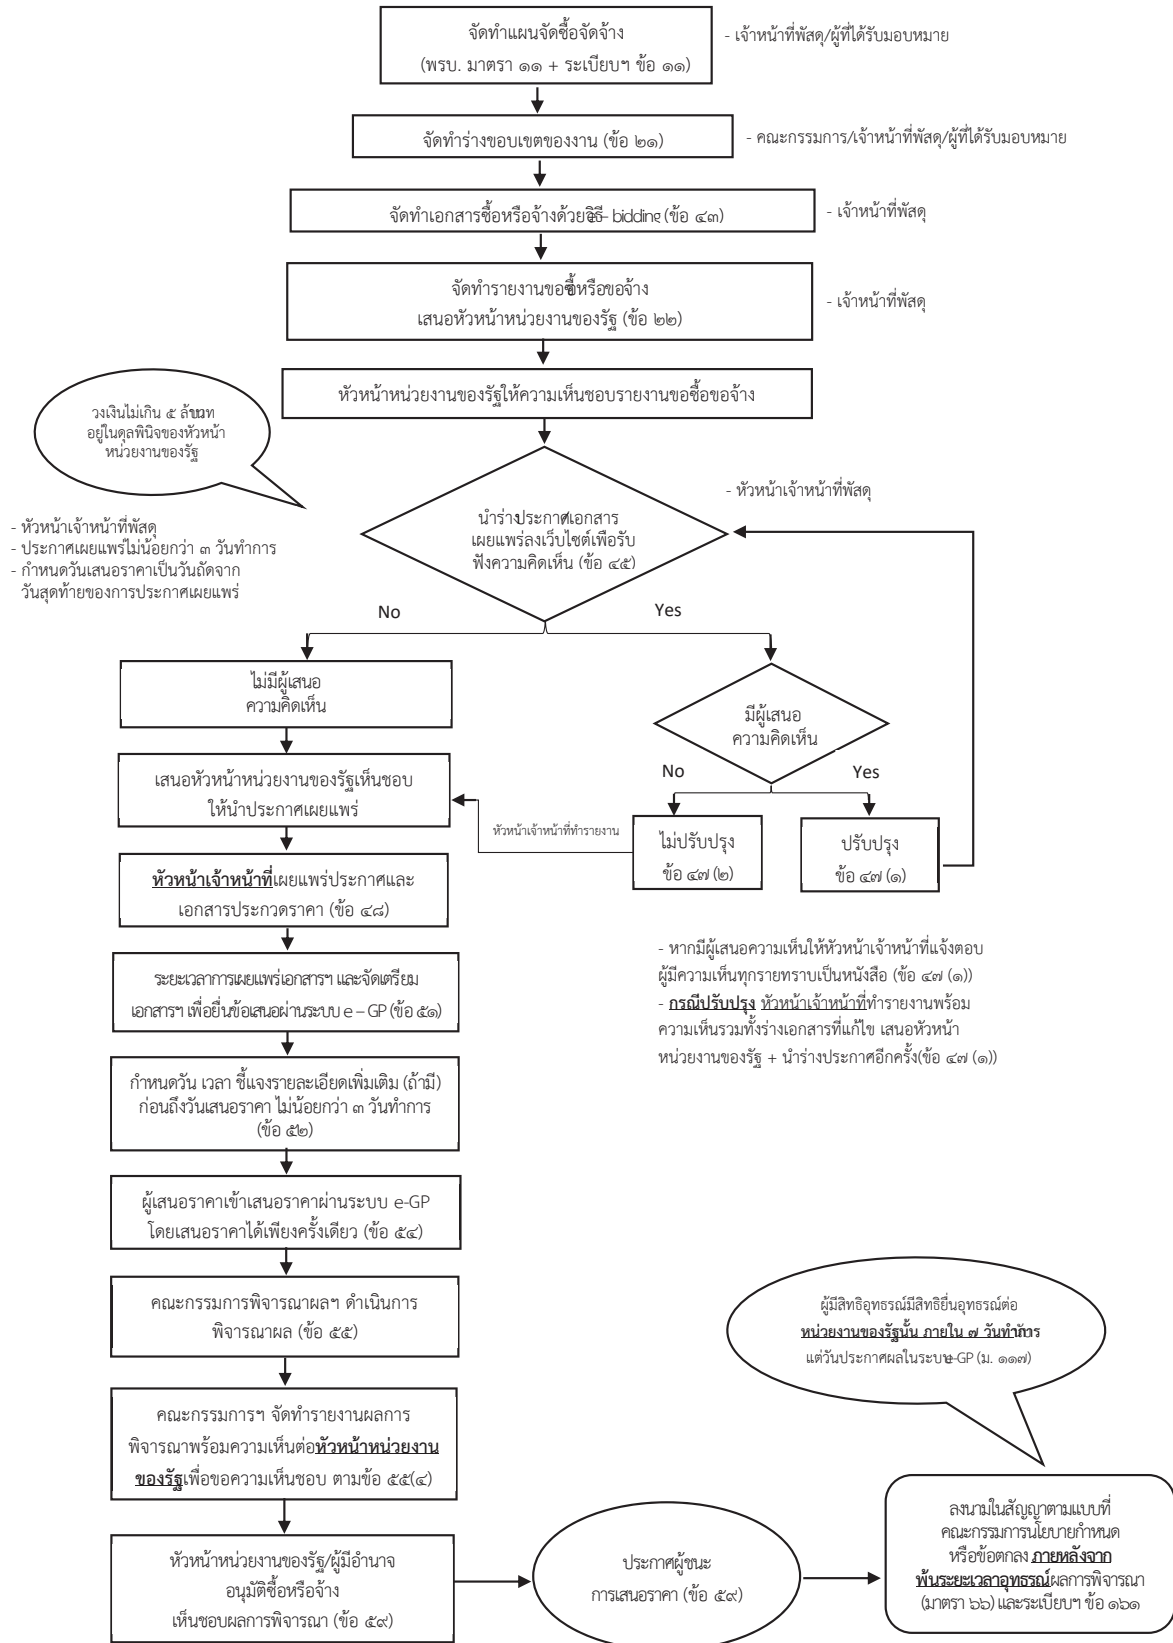 จัดทำแผนจัดซื้อจัดจ้าง
(พรบ. มาตรา ๑๑ + ระเบียบฯ ข้อ ๑๑)
- เจ้าหน้าที่พัสดุ/ผู้ที่ได้รับมอบหมาย
จัดทำร่างขอบเขตของงาน (ข้อ ๒๑)
- คณะกรรมการ/เจ้าหน้าที่พัสดุ/ผู้ที่ได้รับมอบหมาย
จัดทำเอกสารซื้อหรือจ้างด้วยวิธีe – bidding (ข้อ ๔๓)
- เจ้าหน้าที่พัสดุ
จัดทำรายงานขอซื้อหรือขอจ้าง
เสนอหัวหน้าหน่วยงานของรัฐ (ข้อ ๒๒)
- เจ้าหน้าที่พัสดุ
หัวหน้าหน่วยงานของรัฐให้ความเห็นชอบรายงานขอซื้อขอจ้าง
วงเงินไม่เกิน ๕ ล้านบาท
อยู่ในดุลพินิจของหัวหน้า
หน่วยงานของรัฐ
- หัวหน้าเจ้าหน้าที่พัสดุ
- ประกาศเผยแพร่ไม่น้อยกว่า ๓ วันทำการ
- กำหนดวันเสนอราคาเป็นวันถัดจาก
วันสุดท้ายของการประกาศเผยแพร่
- หัวหน้าเจ้าหน้าที่พัสดุ
นำร่างประกาศ/เอกสาร
เผยแพร่ลงเว็บไซต์เพื่อรับ
ฟังความคิดเห็น (ข้อ ๔๕)
No
Yes
ไม่มีผู้เสนอ
ความคิดเห็น
มีผู้เสนอ
ความคิดเห็น
No
Yes
เสนอหัวหน้าหน่วยงานของรัฐเห็นชอบ
ให้นำประกาศเผยแพร่
หัวหน้าเจ้าหน้าที่ทำรายงาน
ไม่ปรับปรุง
ข้อ ๔๗ (๒)
ปรับปรุง
ข้อ ๔๗ (๑)
หัวหน้าเจ้าหน้าที่เผยแพร่ประกาศและ
เอกสารประกวดราคา (ข้อ ๔๘)
- หากมีผู้เสนอความเห็นให้หัวหน้าเจ้าหน้าที่แจ้งตอบ
ผู้มีความเห็นทุกรายทราบเป็นหนังสือ (ข้อ ๔๗ (๑))
- กรณีปรับปรุง หัวหน้าเจ้าหน้าที่ทำรายงานพร้อม
ความเห็นรวมทั้งร่างเอกสารที่แก้ไข เสนอหัวหน้า
หน่วยงานของรัฐ + นำร่างประกาศอีกครั้ง(ข้อ ๔๗ (๑))
ระยะเวลาการเผยแพร่เอกสารฯ และจัดเตรียม
เอกสารฯ เพื่อยื่นข้อเสนอผ่านระบบ e – GP (ข้อ ๕๑)
กำหนดวัน เวลา ชี้แจงรายละเอียดเพิ่มเติม (ถ้ามี)
ก่อนถึงวันเสนอราคา ไม่น้อยกว่า ๓ วันทำการ
(ข้อ ๕๒)
ผู้เสนอราคาเข้าเสนอราคาผ่านระบบ e-GP
โดยเสนอราคาได้เพียงครั้งเดียว (ข้อ ๕๔)
คณะกรรมการพิจารณาผลฯ ดำเนินการ
พิจารณาผล (ข้อ ๕๕)
คณะกรรมการฯ จัดทำรายงานผลการ
พิจารณาพร้อมความเห็นต่อหัวหน้าหน่วยงาน
ของรัฐเพื่อขอความเห็นชอบ ตามข้อ ๕๕(๔)
หัวหน้าหน่วยงานของรัฐ/ผู้มีอำนาจ
อนุมัติซื้อหรือจ้าง
เห็นชอบผลการพิจารณา (ข้อ ๕๙)
ประกาศผู้ชนะ
การเสนอราคา (ข้อ ๕๙)
ผู้มีสิทธิอุทธรณ์มีสิทธิยื่นอุทธรณ์ต่อ
หน่วยงานของรัฐนั้น ภายใน ๗ วันทำการ
แต่วันประกาศผลในระบบe-GP (ม. ๑๑๗)
ลงนามในสัญญาตามแบบที่
คณะกรรมการนโยบายกำหนด
หรือข้อตกลง ภายหลังจาก
พ้นระยะเวลาอุทธรณ์ผลการพิจารณา
(มาตรา ๖๖) และระเบียบฯ ข้อ ๑๖๑